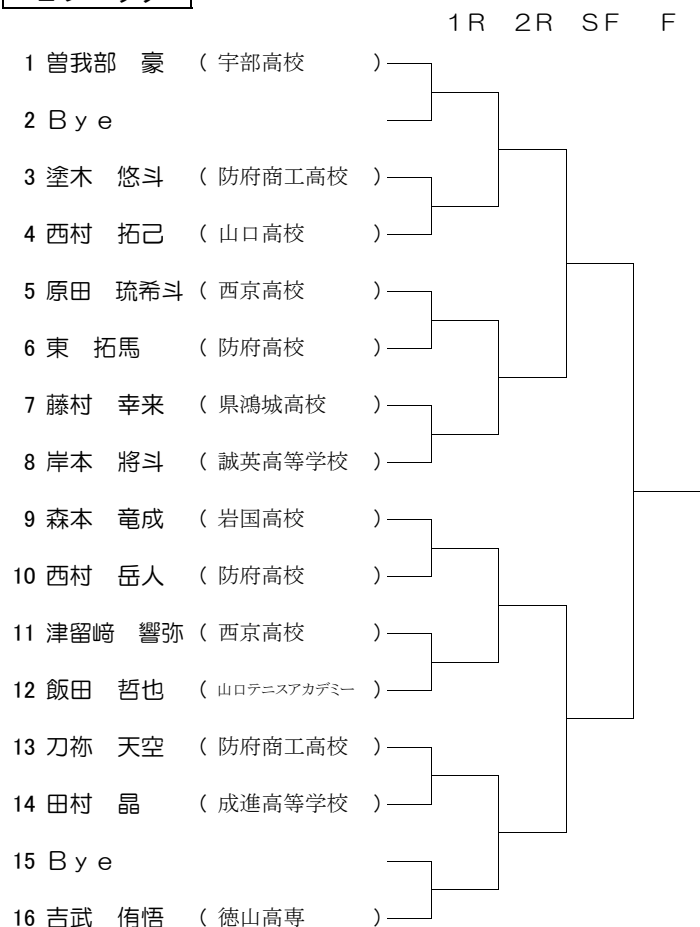 1R 2R SF F
1 曽我部 豪 ( 宇部高校 )
2 Bye
3 塗木 悠斗 ( 防府商工高校 )
4 西村 拓己 ( 山口高校 )
5 原田 琉希斗 ( 西京高校 )
6 東 拓馬 ( 防府高校 )
7 藤村 幸来 ( 県鴻城高校 )
8 岸本 將斗 ( 誠英高等学校 )
9 森本 竜成 ( 岩国高校 )
10 西村 岳人 ( 防府高校 )
11 津留﨑 響弥 ( 西京高校 )
12 飯田 哲也 ( 山口テニスアカデミー )
13 刀祢 天空 ( 防府商工高校 )
14 田村 晶 ( 成進高等学校 )
15 Bye
16 吉武 侑悟 ( 徳山高専 )